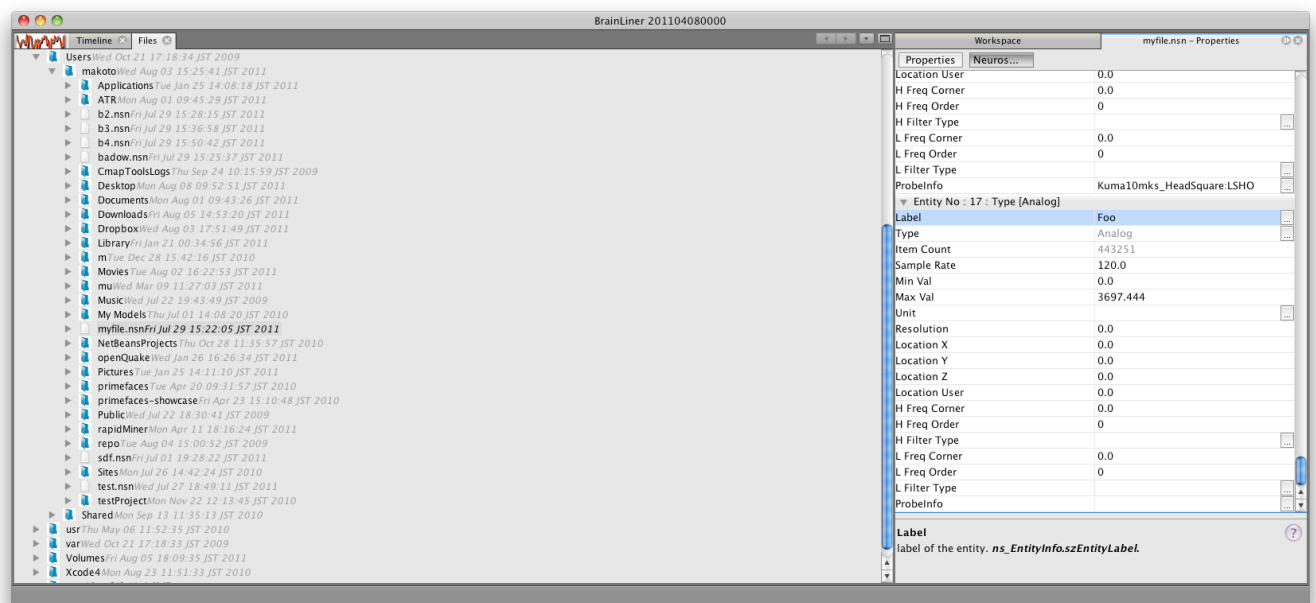 BrainLiner 201104080000
Timeline Files
Users Wed Oct 21 17:18:34 JST 2009
makoto Wed Aug 03 15:25:41 JST 2011
Applications Tue Jan 25 14:08:18 JST 2011
ATR Mon Aug 01 09:45:29 JST 2011
b2.nsn Fri Jul 29 15:28:15 JST 2011
b3.nsn Fri Jul 29 15:36:58 JST 2011
b4.nsn Fri Jul 29 15:50:42 JST 2011
badow.nsn Fri Jul 29 15:25:37 JST 2011
CmapToolsLogs Thu Sep 24 10:15:59 JST 2009
Desktop Mon Aug 08 09:52:51 JST 2011
Documents Mon Aug 01 09:43:26 JST 2011
Downloads Fri Aug 05 14:53:20 JST 2011
Dropbox Wed Aug 03 17:51:49 JST 2011
Library Fri Jan 21 00:34:56 JST 2011
m Tue Dec 28 15:42:16 JST 2010
Movies Tue Aug 02 16:22:53 JST 2011
mu Wed Mar 09 11:27:03 JST 2011
Music Wed Jul 22 19:43:49 JST 2009
My Models Thu Jul 01 14:08:20 JST 2010
myfile.nsn Fri Jul 29 15:22:05 JST 2011
NetBeansProjects Thu Oct 28 11:35:57 JST 2010
openQuake Wed Jan 26 16:26:34 JST 2011
Pictures Tue Jan 25 14:11:10 JST 2011
primefaces Tue Apr 20 09:31:57 JST 2010
primefaces-showcase Fri Apr 23 15:10:48 JST 2010
Public Wed Jul 22 18:30:41 JST 2009
rapidMiner Mon Apr 11 18:16:24 JST 2011
repo Tue Aug 04 15:00:52 JST 2009
sdf.nsn Fri Jul 01 19:28:22 JST 2011
Sites Mon Jul 26 14:42:24 JST 2010
test.nsn Wed Jul 27 18:49:11 JST 2011
testProject Mon Nov 22 12:13:45 JST 2010
Shared Mon Sep 13 11:35:13 JST 2010
usr Thu May 06 11:52:35 JST 2010
var Wed Oct 21 17:18:33 JST 2009
Volumes Fri Aug 05 18:09:35 JST 2011
Xcode4 Mon Aug 23 11:51:33 JST 2010
Workspace myfile.nsn - Properties
Properties Neuros...
Location User 0.0
H Freq Corner 0.0
H Freq Order 0
H Filter Type ...
L Freq Corner 0.0
L Freq Order 0
L Filter Type ...
ProbeInfo Kuma10mks_HeadSquare:LSHO ...
Entity No : 17 : Type [Analog]
Label Foo ...
Type Analog ...
Item Count 443251
Sample Rate 120.0
Min Val 0.0
Max Val 3697.444
Unit ...
Resolution 0.0
Location X 0.0
Location Y 0.0
Location Z 0.0
Location User 0.0
H Freq Corner 0.0
H Freq Order 0
H Filter Type ...
L Freq Corner 0.0
L Freq Order 0
L Filter Type ...
ProbeInfo ...
Label ?
label of the entity. ns_EntityInfo.szEntityLabel.